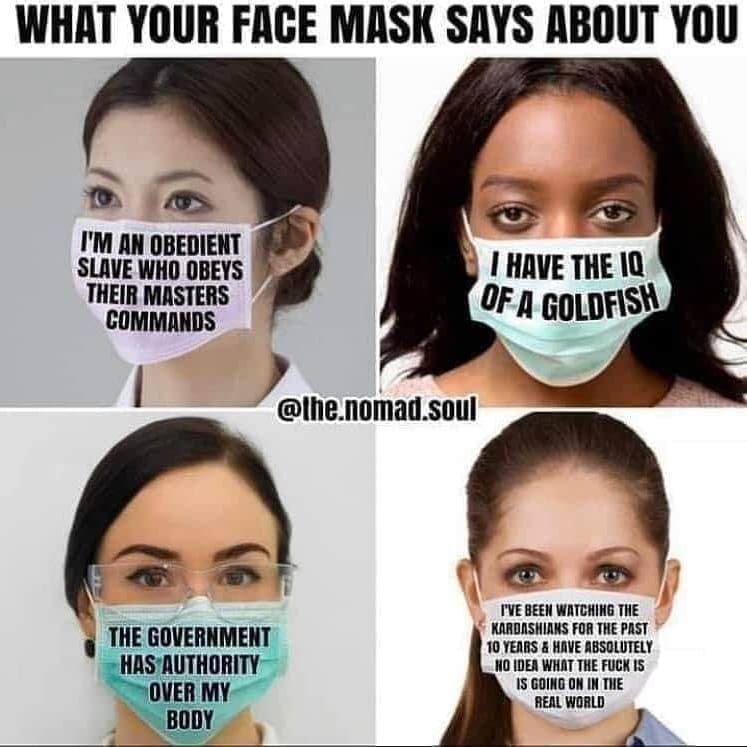 WHAT YOUR FACE MASK SAYS ABOUT YOU
I'M AN OBEDIENT
SLAVE WHO OBEYS
THEIR MASTERS
COMMANDS
I HAVE THE IQ
OF A GOLDFISH
@the.nomad.soul
THE GOVERNMENT
HAS AUTHORITY
OVER MY
BODY
I'VE BEEN WATCHING THE
KARDASHIANS FOR THE PAST
10 YEARS & HAVE ABSOLUTELY
NO IDEA WHAT THE FUCK IS
IS GOING ON IN THE
REAL WORLD